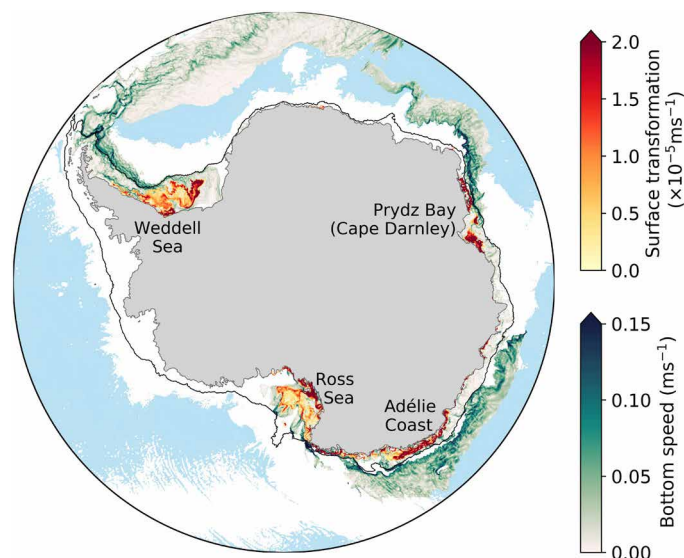 Weddell
Sea
Prydz Bay
(Cape Darnley)
Ross
Sea
Adélie
Coast
2.0
1.5
1.0
0.5
0.0
Surface transformation
(×10⁻⁵ms⁻¹)
0.15
0.10
0.05
0.00
Bottom speed (ms⁻¹)